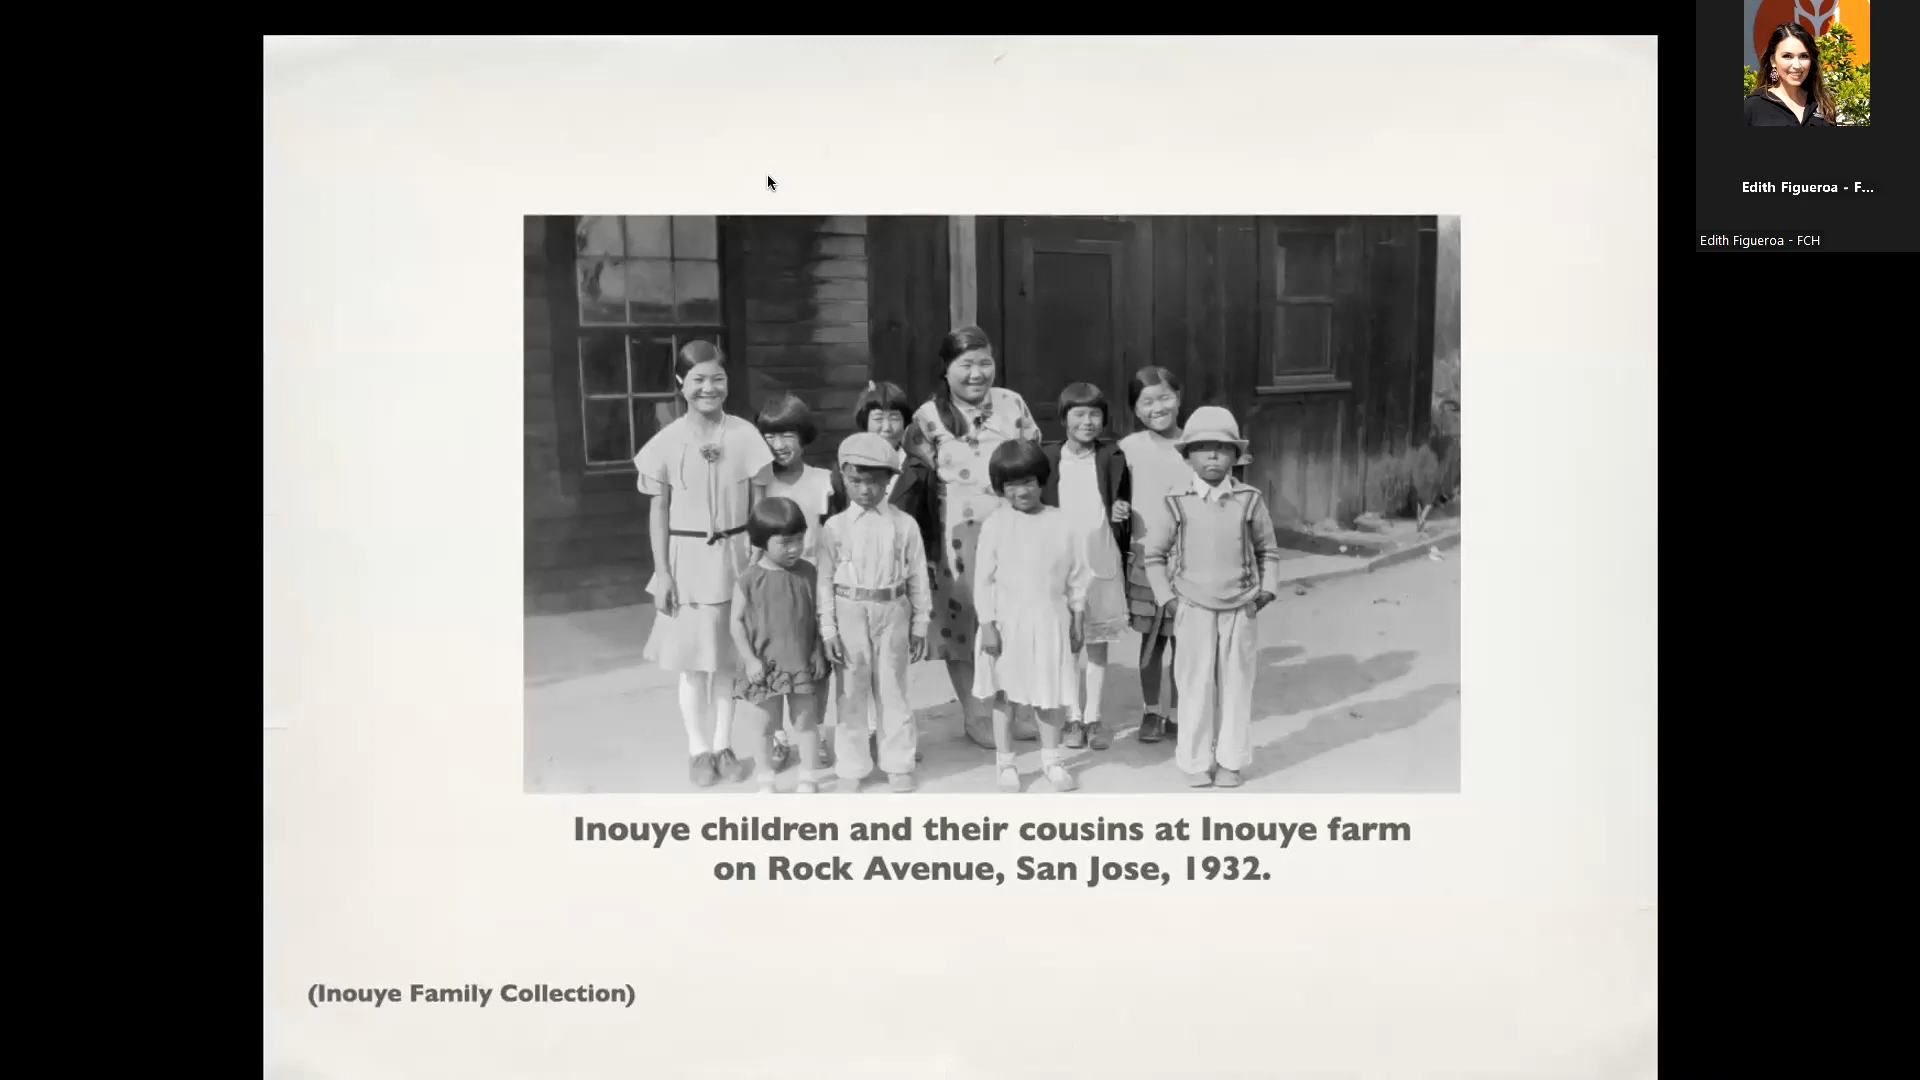 Inouye children and their cousins at Inouye farm
on Rock Avenue, San Jose, 1932.
(Inouye Family Collection)
Edith Figueroa - F...
Edith Figueroa - FCH